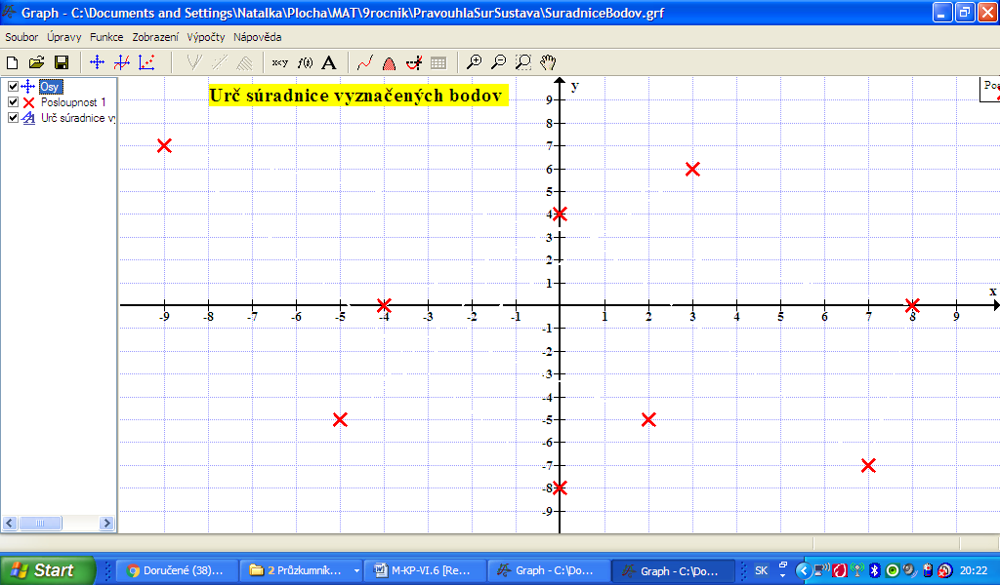 Graph - C:\Documents and Settings\Natalka\Plocha\MAT\9rocnik\PravouhlaSurSustava\SuradniceBodov.grf
Soubor Úpravy Funkce Zobrazení Výpočty Nápověda
x<y f(x) A
Osy
Posloupnost 1
Urč súradnice vy
Urč súradnice vyznačených bodov
y
Po
9
8
7
6
5
4
3
2
1
x
-9 -8 -7 -6 -5 -4 -3 -2 -1 1 2 3 4 5 6 7 8 9
-1
-2
-3
-4
-5
-6
-7
-8
-9
Start Doručené (38)... 2 Průzkumník... M-KP-VI.6 [Re... Graph - C:\Do... Graph - C:\Do... SK 20:22